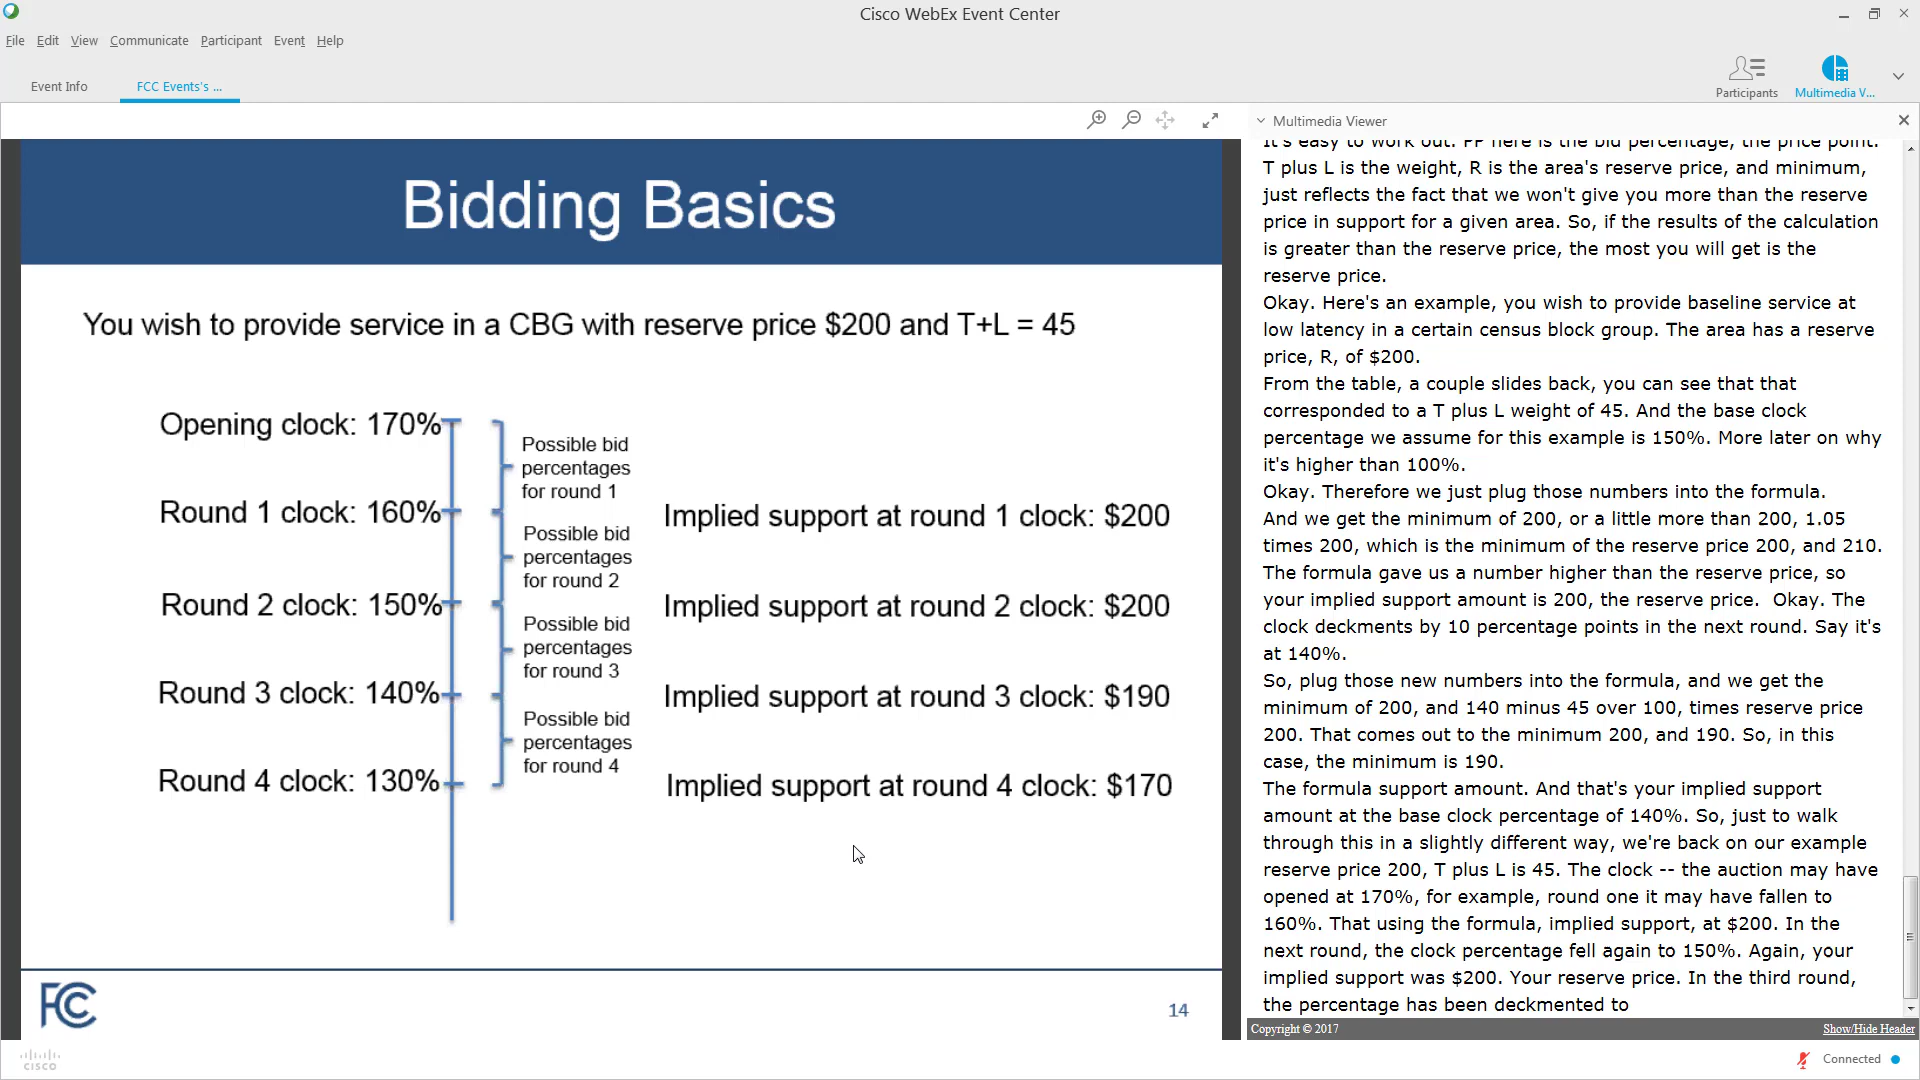 Cisco WebEx Event Center
File Edit View Communicate Participant Event Help
Event Info FCC Events's ...
Participants Multimedia V...
Bidding Basics
You wish to provide service in a CBG with reserve price $200 and T+L = 45
Opening clock: 170%
Possible bid
percentages
for round 1
Round 1 clock: 160%
Implied support at round 1 clock: $200
Possible bid
percentages
for round 2
Round 2 clock: 150%
Implied support at round 2 clock: $200
Possible bid
percentages
for round 3
Round 3 clock: 140%
Implied support at round 3 clock: $190
Possible bid
percentages
for round 4
Round 4 clock: 130%
Implied support at round 4 clock: $170
FCC
14
CISCO
Multimedia Viewer
It's easy to work out. PP here is the bid percentage, the price point.
T plus L is the weight, R is the area's reserve price, and minimum,
just reflects the fact that we won't give you more than the reserve
price in support for a given area. So, if the results of the calculation
is greater than the reserve price, the most you will get is the
reserve price.
Okay. Here's an example, you wish to provide baseline service at
low latency in a certain census block group. The area has a reserve
price, R, of $200.
From the table, a couple slides back, you can see that that
corresponded to a T plus L weight of 45. And the base clock
percentage we assume for this example is 150%. More later on why
it's higher than 100%.
Okay. Therefore we just plug those numbers into the formula.
And we get the minimum of 200, or a little more than 200, 1.05
times 200, which is the minimum of the reserve price 200, and 210.
The formula gave us a number higher than the reserve price, so
your implied support amount is 200, the reserve price.  Okay. The
clock deckments by 10 percentage points in the next round. Say it's
at 140%.
So, plug those new numbers into the formula, and we get the
minimum of 200, and 140 minus 45 over 100, times reserve price
200. That comes out to the minimum 200, and 190. So, in this
case, the minimum is 190.
The formula support amount. And that's your implied support
amount at the base clock percentage of 140%. So, just to walk
through this in a slightly different way, we're back on our example
reserve price 200, T plus L is 45. The clock -- the auction may have
opened at 170%, for example, round one it may have fallen to
160%. That using the formula, implied support, at $200. In the
next round, the clock percentage fell again to 150%. Again, your
implied support was $200. Your reserve price. In the third round,
the percentage has been deckmented to
Copyright © 2017 Show/Hide Header
Connected